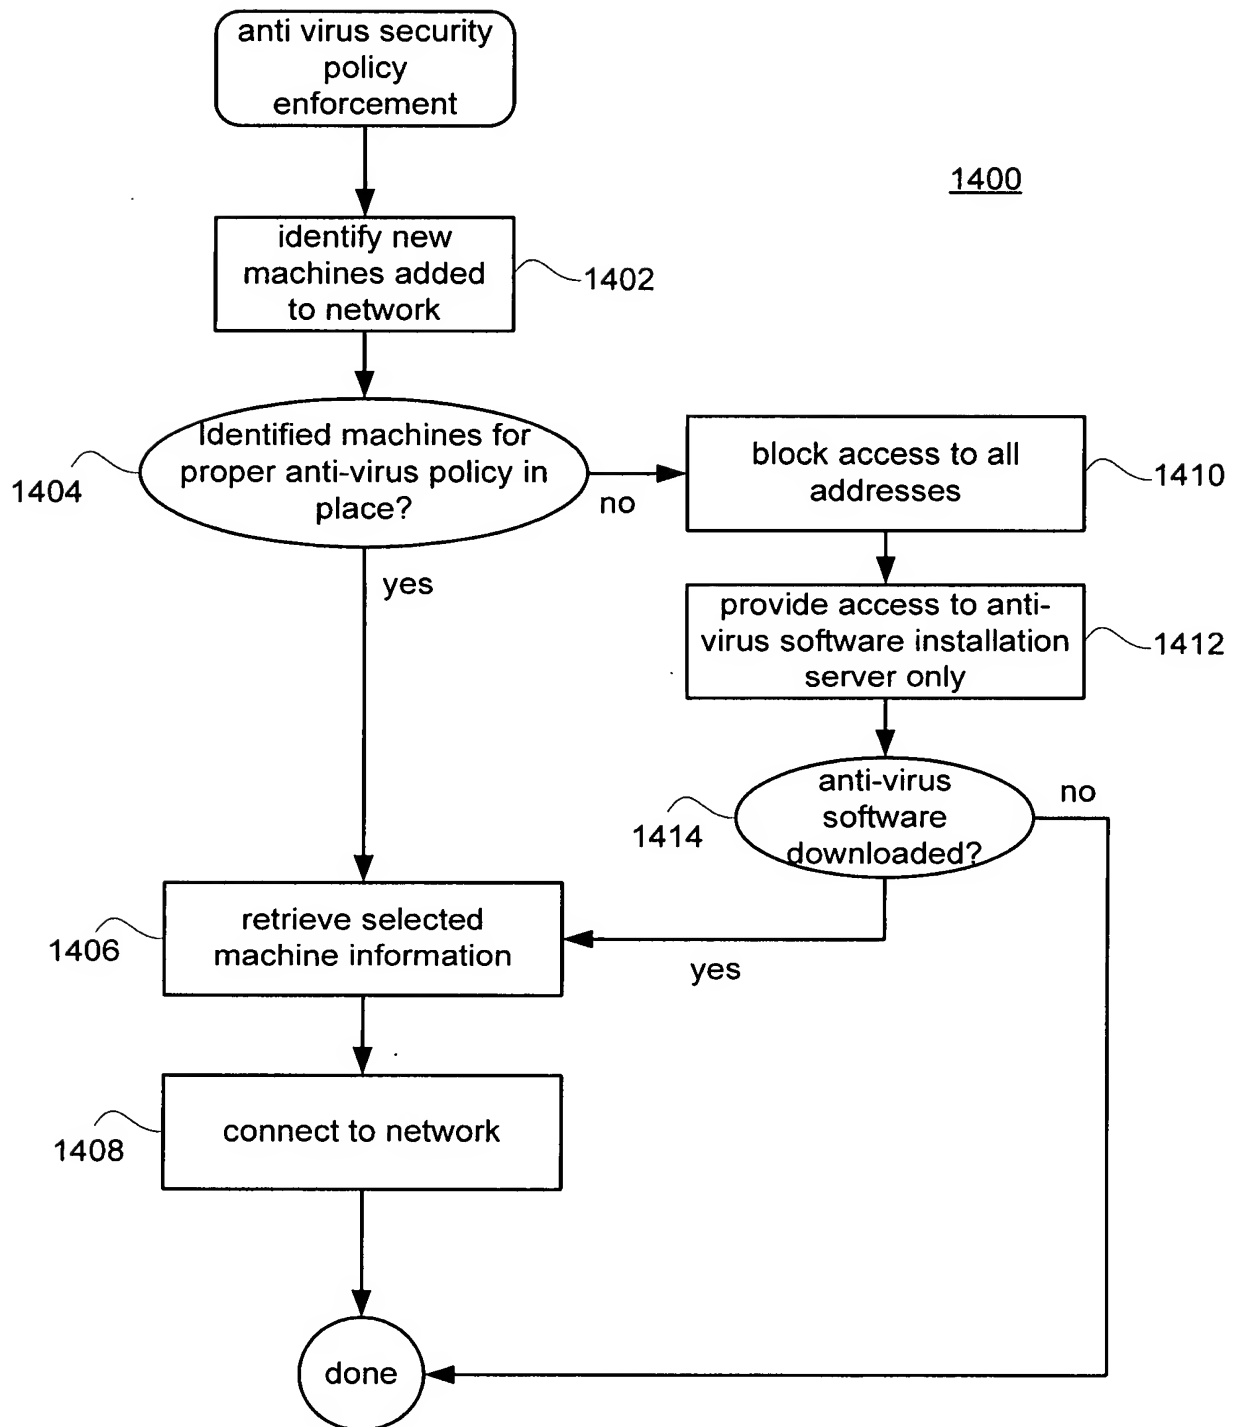 anti virus security
policy
enforcement
1400
identify new
machines added
to network
1402
Identified machines for
proper anti-virus policy in
place?
1404
no
block access to all
addresses
1410
yes
provide access to anti-
virus software installation
server only
1412
anti-virus
software
downloaded?
no
1414
retrieve selected
machine information
1406
yes
connect to network
1408
done